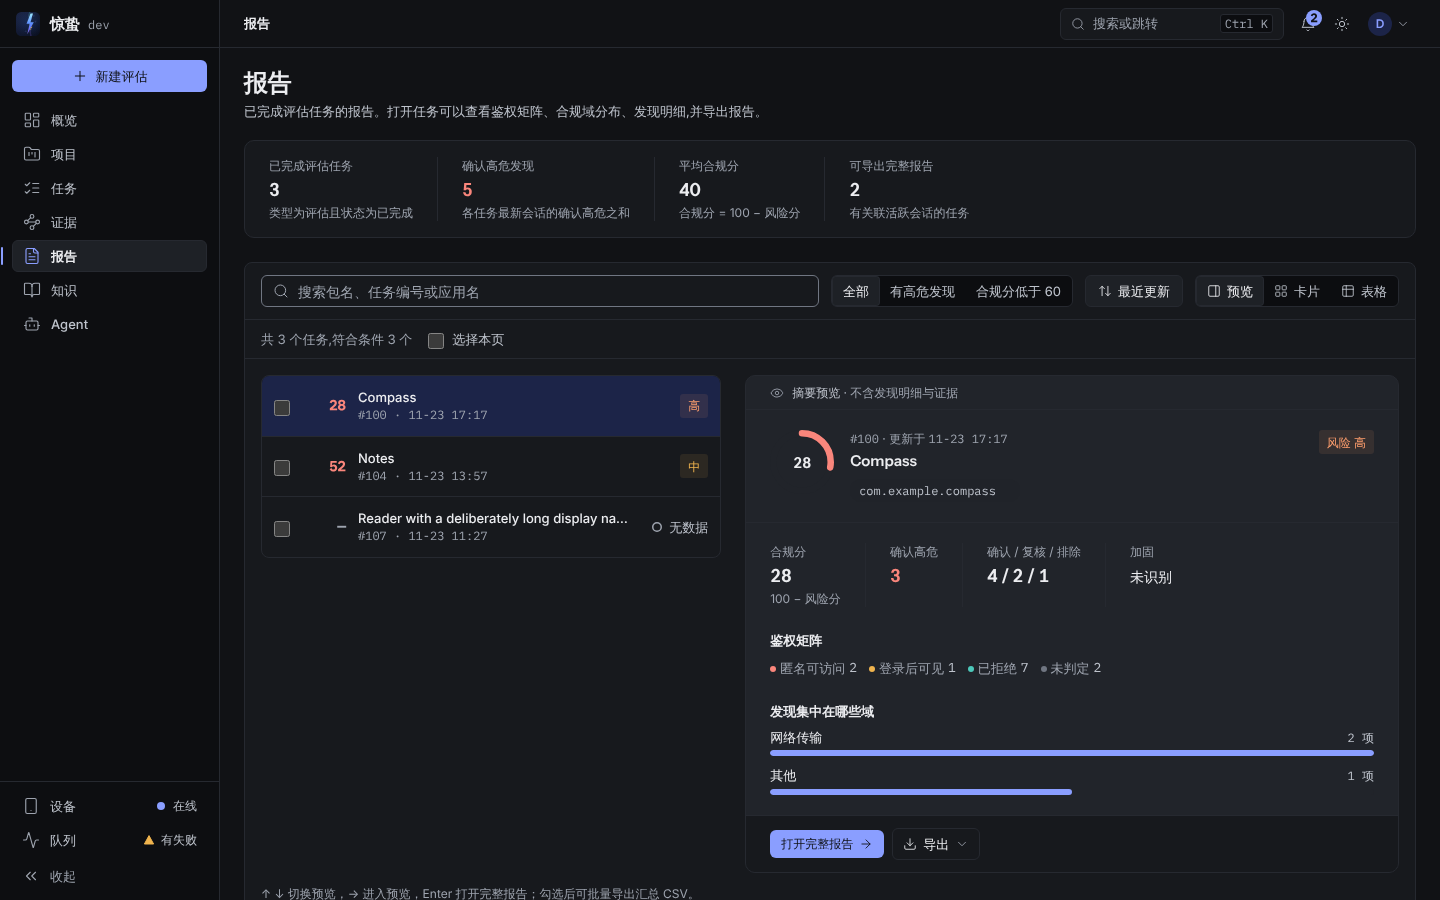 惊蛰 dev
报告
搜索或跳转 Ctrl K
2
D
新建评估
概览
项目
任务
证据
报告
知识
Agent
设备 在线
队列 有失败
收起
报告
已完成评估任务的报告。打开任务可以查看鉴权矩阵、合规域分布、发现明细,并导出报告。
已完成评估任务
3
类型为评估且状态为已完成
确认高危发现
5
各任务最新会话的确认高危之和
平均合规分
40
合规分 = 100 − 风险分
可导出完整报告
2
有关联活跃会话的任务
搜索包名、任务编号或应用名
全部 有高危发现 合规分低于 60
最近更新
预览 卡片 表格
共 3 个任务,符合条件 3 个 选择本页
28 Compass 高
#100 · 11-23 17:17
52 Notes 中
#104 · 11-23 13:57
— Reader with a deliberately long display na... 无数据
#107 · 11-23 11:27
摘要预览 · 不含发现明细与证据
28
#100 · 更新于 11-23 17:17
Compass
com.example.compass
风险 高
合规分
28
100 − 风险分
确认高危
3
确认 / 复核 / 排除
4 / 2 / 1
加固
未识别
鉴权矩阵
匿名可访问 2 登录后可见 1 已拒绝 7 未判定 2
发现集中在哪些域
网络传输 2 项
其他 1 项
打开完整报告 → 导出
↑ ↓ 切换预览，→ 进入预览，Enter 打开完整报告；勾选后可批量导出汇总 CSV。